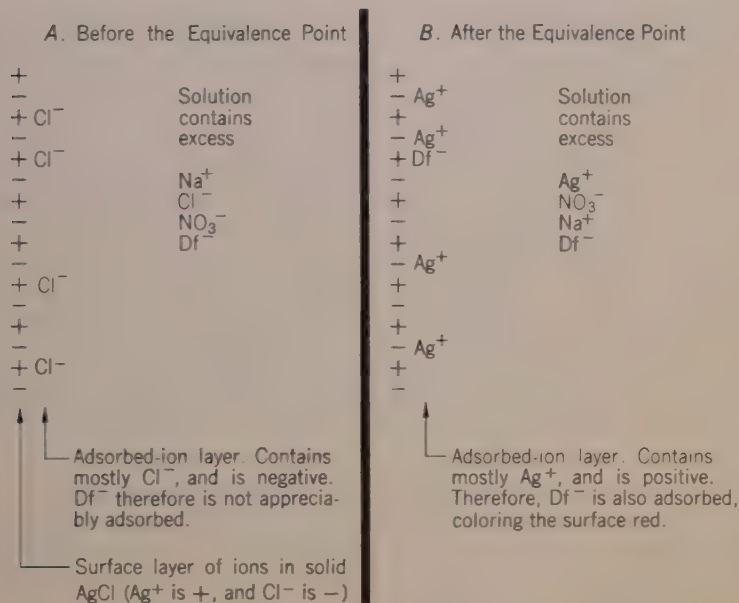 A. Before the Equivalence Point
+
−
+ Cl⁻
−
+ Cl⁻
−
+
−
+
−
+ Cl⁻
−
+
−
+ Cl⁻
−
Solution
contains
excess
Na⁺
Cl⁻
NO₃⁻
Df⁻
Adsorbed-ion layer. Contains
mostly Cl⁻, and is negative.
Df⁻ therefore is not apprecia-
bly adsorbed.
Surface layer of ions in solid
AgCl (Ag⁺ is +, and Cl⁻ is −)
B. After the Equivalence Point
+
− Ag⁺
+
− Ag⁺
+ Df⁻
−
+
−
+
− Ag⁺
+
−
+
− Ag⁺
+
−
Solution
contains
excess
Ag⁺
NO₃⁻
Na⁺
Df⁻
Adsorbed-ion layer. Contains
mostly Ag⁺, and is positive.
Therefore, Df⁻ is also adsorbed,
coloring the surface red.